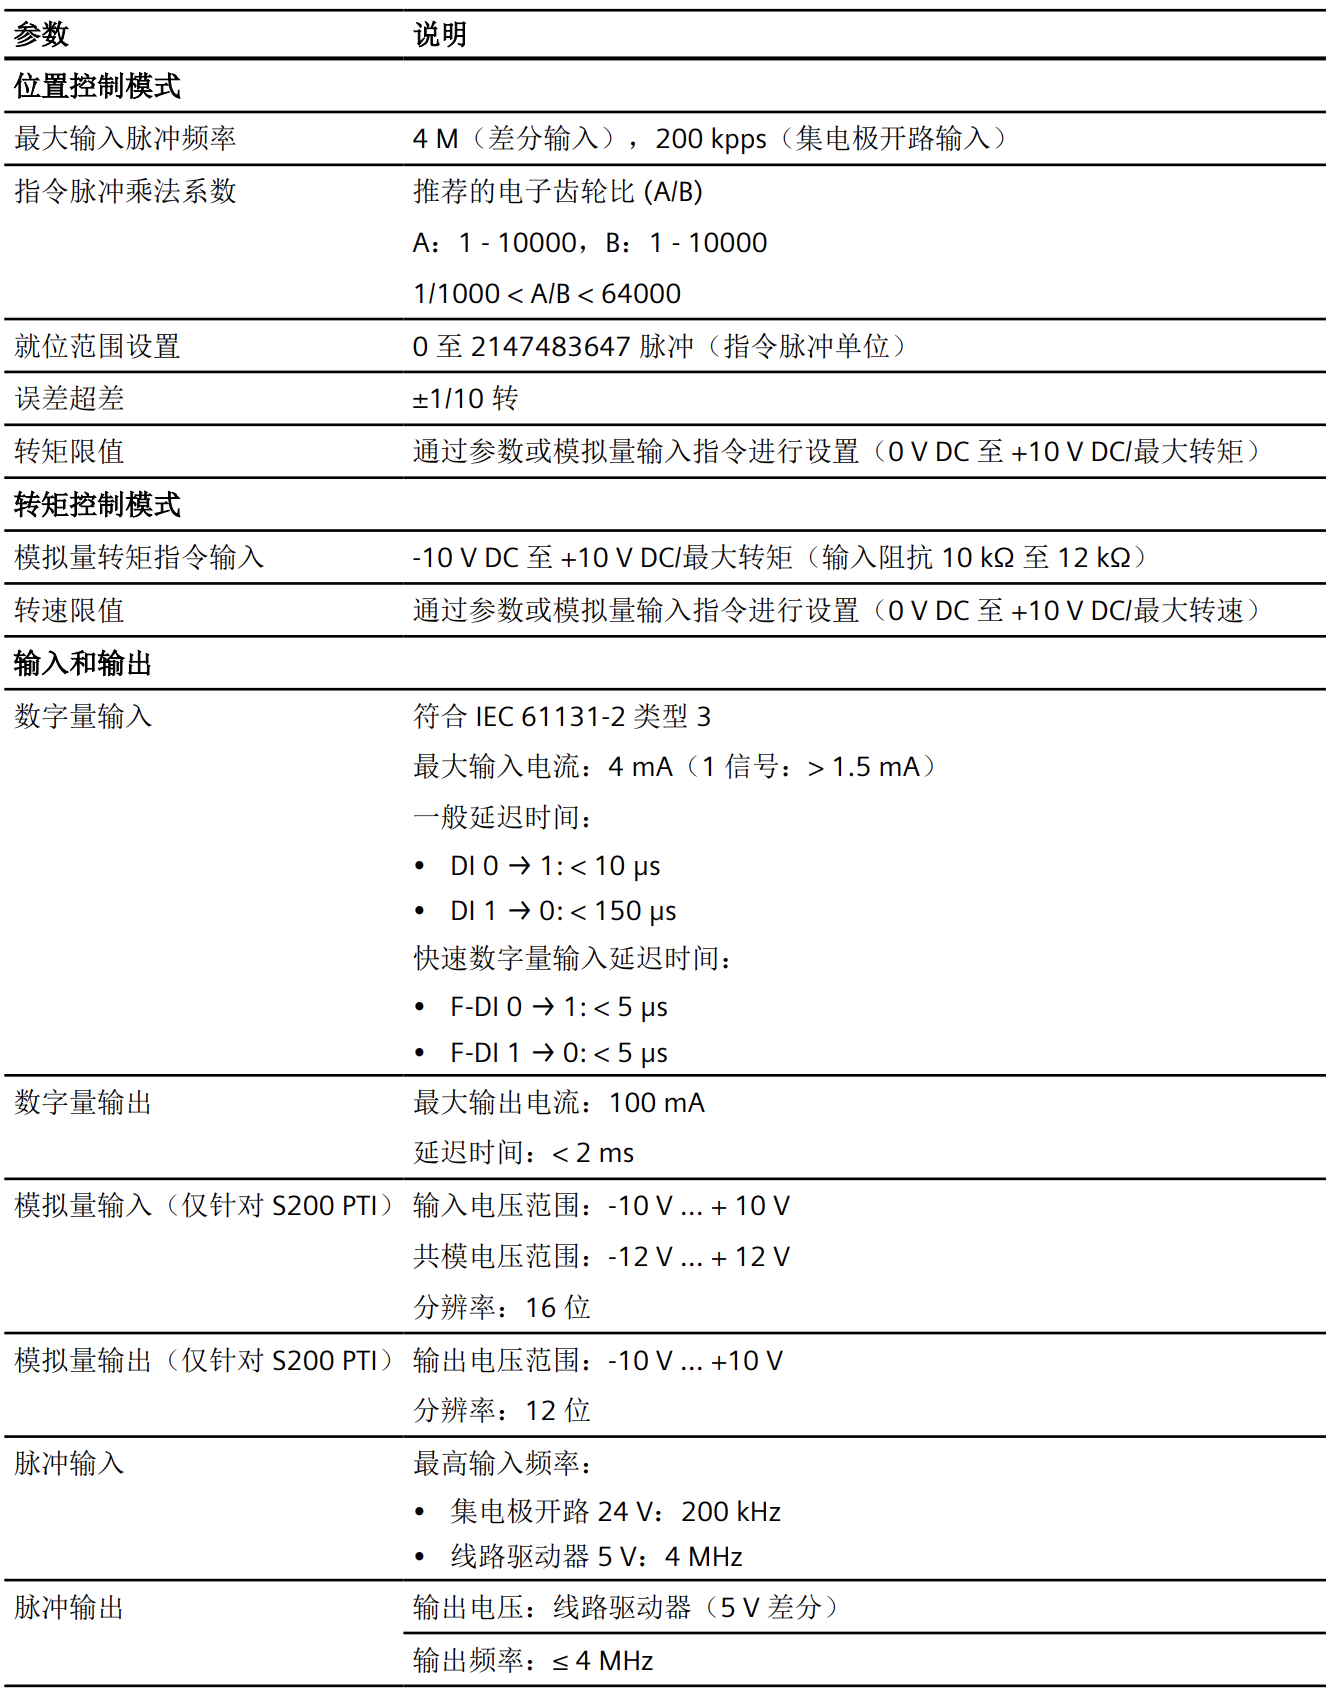 参数 说明
位置控制模式
最大输入脉冲频率 4 M（差分输入），200 kpps（集电极开路输入）
指令脉冲乘法系数 推荐的电子齿轮比 (A/B)
A：1 - 10000，B：1 - 10000
1/1000 < A/B < 64000
就位范围设置 0 至 2147483647 脉冲（指令脉冲单位）
误差超差 ±1/10 转
转矩限值 通过参数或模拟量输入指令进行设置（0 V DC 至 +10 V DC/最大转矩）
转矩控制模式
模拟量转矩指令输入 -10 V DC 至 +10 V DC/最大转矩（输入阻抗 10 kΩ 至 12 kΩ）
转速限值 通过参数或模拟量输入指令进行设置（0 V DC 至 +10 V DC/最大转速）
输入和输出
数字量输入 符合 IEC 61131-2 类型 3
最大输入电流：4 mA（1 信号：> 1.5 mA）
一般延迟时间：
• DI 0 → 1: < 10 μs
• DI 1 → 0: < 150 μs
快速数字量输入延迟时间：
• F-DI 0 → 1: < 5 μs
• F-DI 1 → 0: < 5 μs
数字量输出 最大输出电流：100 mA
延迟时间：< 2 ms
模拟量输入（仅针对 S200 PTI） 输入电压范围：-10 V ... + 10 V
共模电压范围：-12 V ... + 12 V
分辨率：16 位
模拟量输出（仅针对 S200 PTI） 输出电压范围：-10 V ... +10 V
分辨率：12 位
脉冲输入 最高输入频率：
• 集电极开路 24 V：200 kHz
• 线路驱动器 5 V：4 MHz
脉冲输出 输出电压：线路驱动器（5 V 差分）
输出频率：≤ 4 MHz